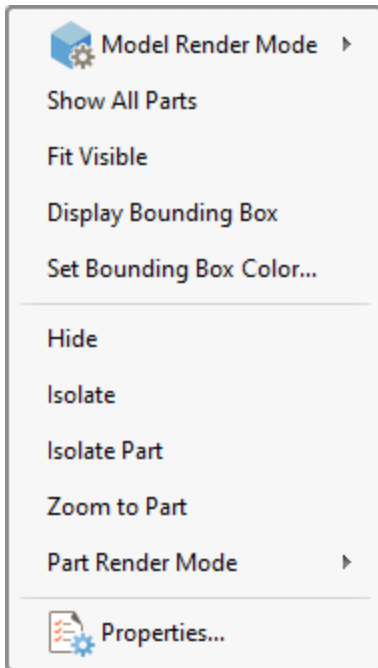 Model Render Mode
Show All Parts
Fit Visible
Display Bounding Box
Set Bounding Box Color...
Hide
Isolate
Isolate Part
Zoom to Part
Part Render Mode
Properties...